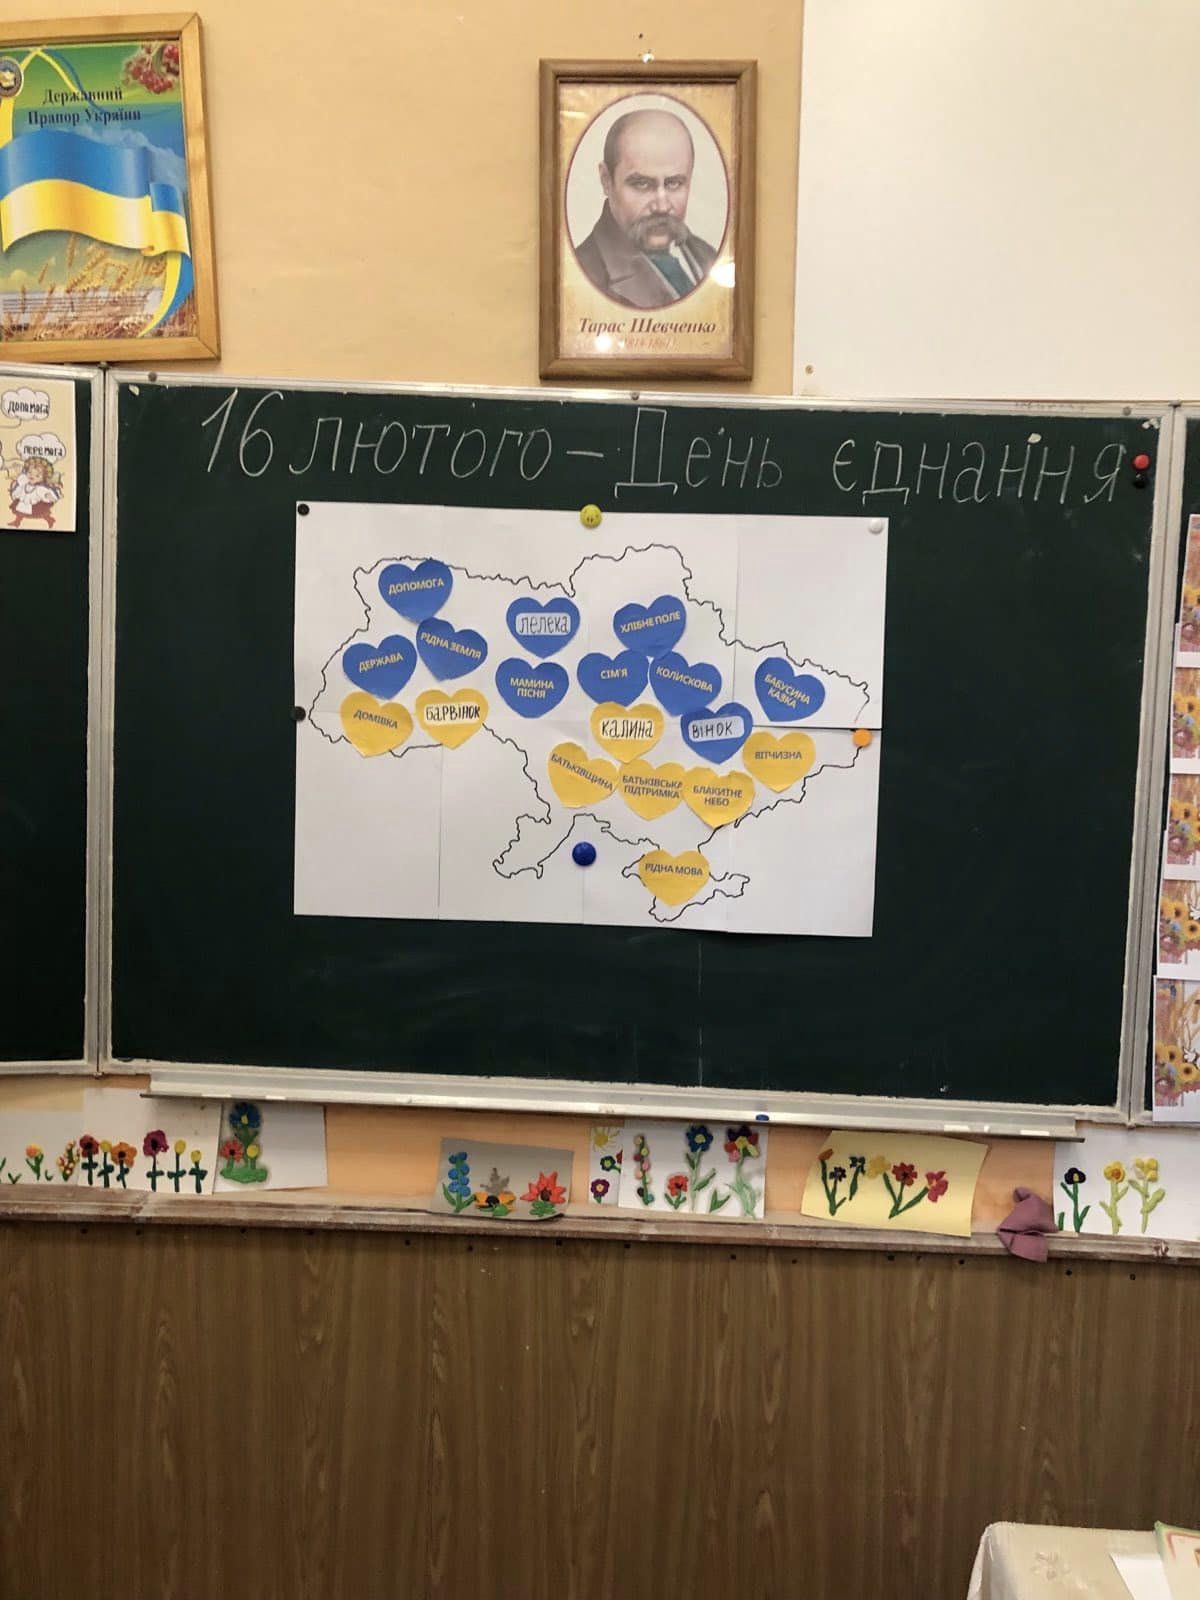 Державний
Прапор України
Тарас Шевченко
1814-1861
ДОПОМОГА
ПЕРЕМОГА
16 лютого – День єднання
ДОПОМОГА
ЛЕЛЕКА
ХЛІБНЕ ПОЛЕ
РІДНА ЗЕМЛЯ
ДЕРЖАВА
МАМИНА
ПІСНЯ
СІМ'Я
КОЛИСКОВА
БАБУСИНА
КАЗКА
ДОМІВКА
БАРВІНОК
КАЛИНА
ВІНОК
ВІТЧИЗНА
БАТЬКІВЩИНА
БАТЬКІВСЬКА
ПІДТРИМКА
БЛАКИТНЕ
НЕБО
РІДНА МОВА